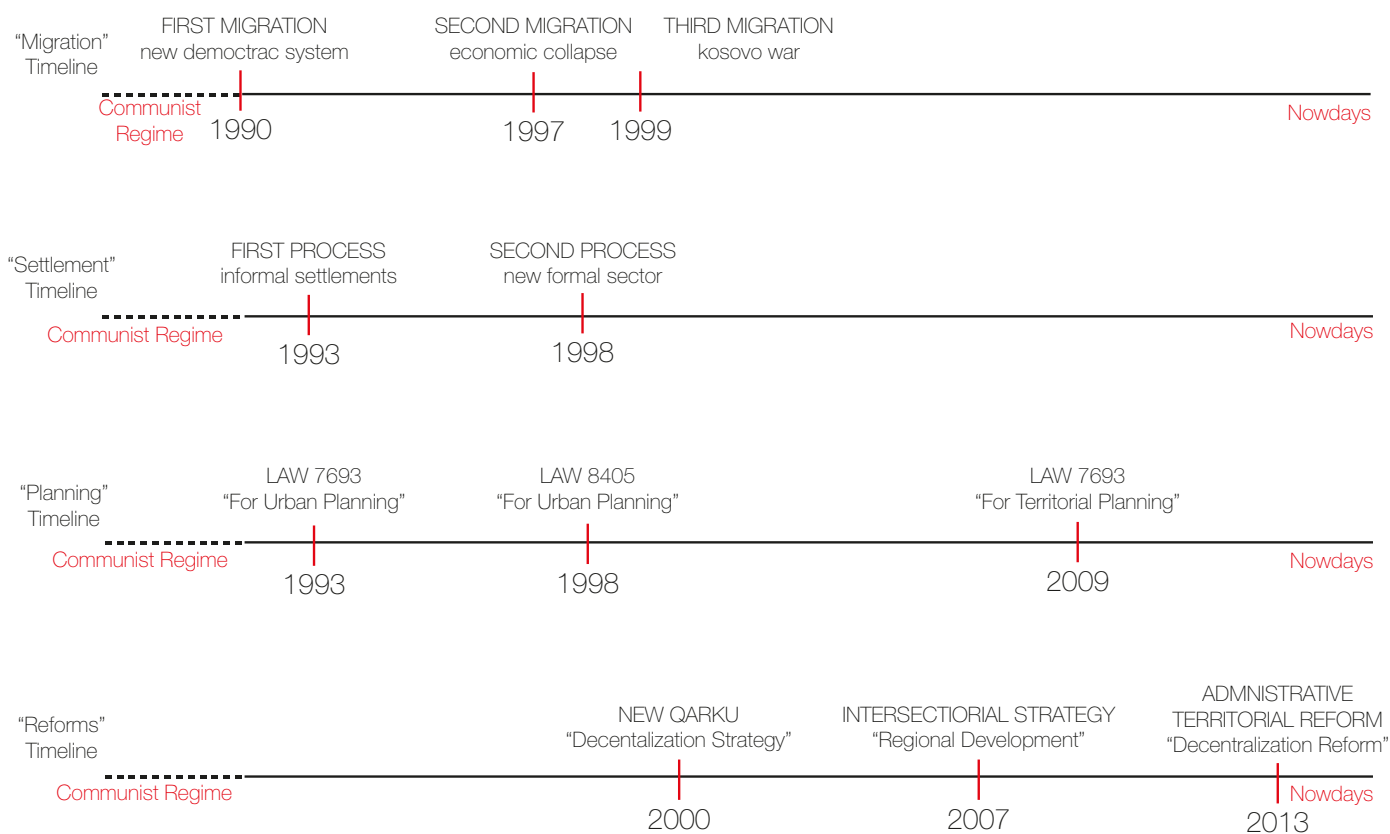 “Migration”
Timeline
FIRST MIGRATION
new democtrac system
SECOND MIGRATION
economic collapse
THIRD MIGRATION
kosovo war
Communist
Regime
1990
1997
1999
Nowdays
“Settlement”
Timeline
FIRST PROCESS
informal settlements
SECOND PROCESS
new formal sector
Communist Regime
1993
1998
Nowdays
“Planning”
Timeline
LAW 7693
“For Urban Planning”
LAW 8405
“For Urban Planning”
LAW 7693
“For Territorial Planning”
Communist Regime
1993
1998
2009
Nowdays
“Reforms”
Timeline
NEW QARKU
“Decentalization Strategy”
INTERSECTIORIAL STRATEGY
“Regional Development”
ADMNISTRATIVE
TERRITORIAL REFORM
“Decentralization Reform”
Communist Regime
2000
2007
2013
Nowdays